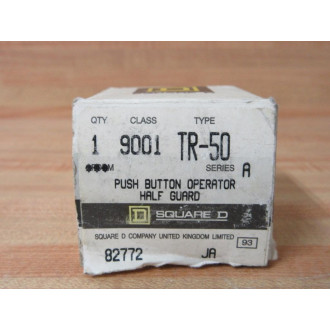 QTY CLASS TYPE
1 9001 TR-50
SERIES A
PUSH BUTTON OPERATOR
HALF GUARD
D SQUARE D
SQUARE D COMPANY UNITED KINGDOM LIMITED 93
82772 JA